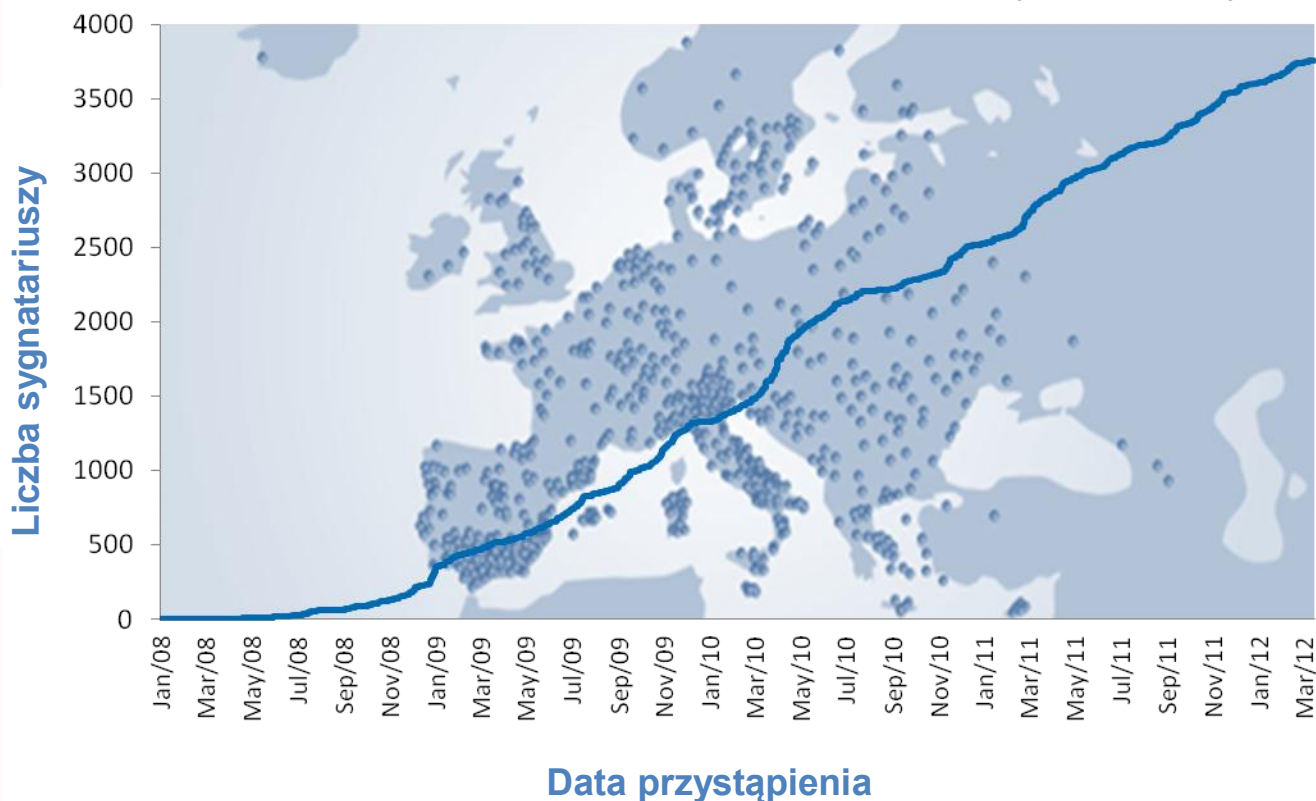 4000
3500
3000
2500
2000
1500
1000
500
0
Liczba sygnatariuszy
Jan/08
Mar/08
May/08
Jul/08
Sep/08
Nov/08
Jan/09
Mar/09
May/09
Jul/09
Sep/09
Nov/09
Jan/10
Mar/10
May/10
Jul/10
Sep/10
Nov/10
Jan/11
Mar/11
May/11
Jul/11
Sep/11
Nov/11
Jan/12
Mar/12
Data przystąpienia